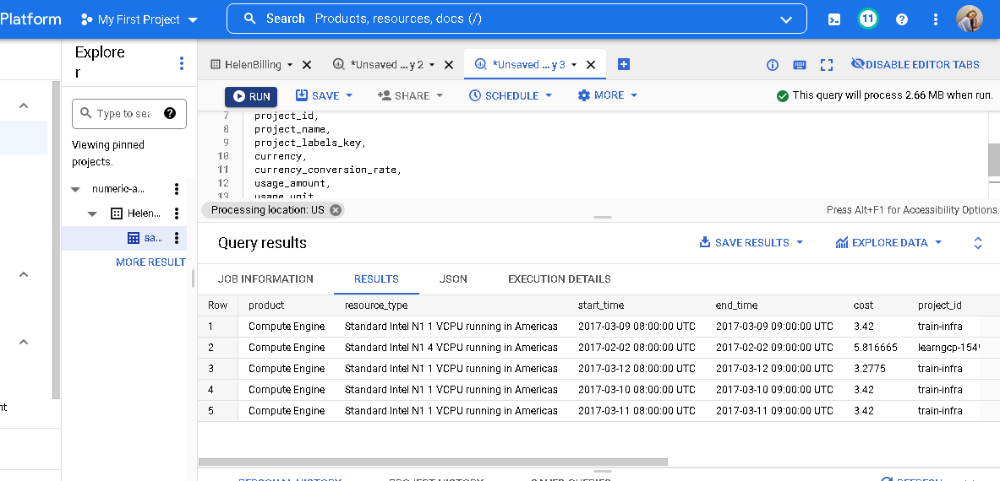 Platform My First Project Search Products, resources, docs (/) 11
Explore
r
HelenBilling *Unsaved ...y 2 *Unsaved ...y 3 DISABLE EDITOR TABS
RUN SAVE SHARE SCHEDULE MORE This query will process 2.66 MB when run.
Type to sea
Viewing pinned
projects.
numeric-a...
Helen...
sa...
MORE RESULT
7 project_id,
8 project_name,
9 project_labels_key,
10 currency,
11 currency_conversion_rate,
12 usage_amount,
13 usage_unit
Processing location: US Press Alt+F1 for Accessibility Options.
Query results SAVE RESULTS EXPLORE DATA
JOB INFORMATION RESULTS JSON EXECUTION DETAILS
Row product resource_type start_time end_time cost project_id
1 Compute Engine Standard Intel N1 1 VCPU running in Americas 2017-03-09 08:00:00 UTC 2017-03-09 09:00:00 UTC 3.42 train-infra
2 Compute Engine Standard Intel N1 4 VCPU running in Americas 2017-02-02 08:00:00 UTC 2017-02-02 09:00:00 UTC 5.816665 learngcp-154
3 Compute Engine Standard Intel N1 1 VCPU running in Americas 2017-03-12 08:00:00 UTC 2017-03-12 09:00:00 UTC 3.2775 train-infra
4 Compute Engine Standard Intel N1 1 VCPU running in Americas 2017-03-10 08:00:00 UTC 2017-03-10 09:00:00 UTC 3.42 train-infra
5 Compute Engine Standard Intel N1 1 VCPU running in Americas 2017-03-11 08:00:00 UTC 2017-03-11 09:00:00 UTC 3.42 train-infra
nt
PERSONAL HISTORY PROJECT HISTORY SAVED QUERIES REFRESH